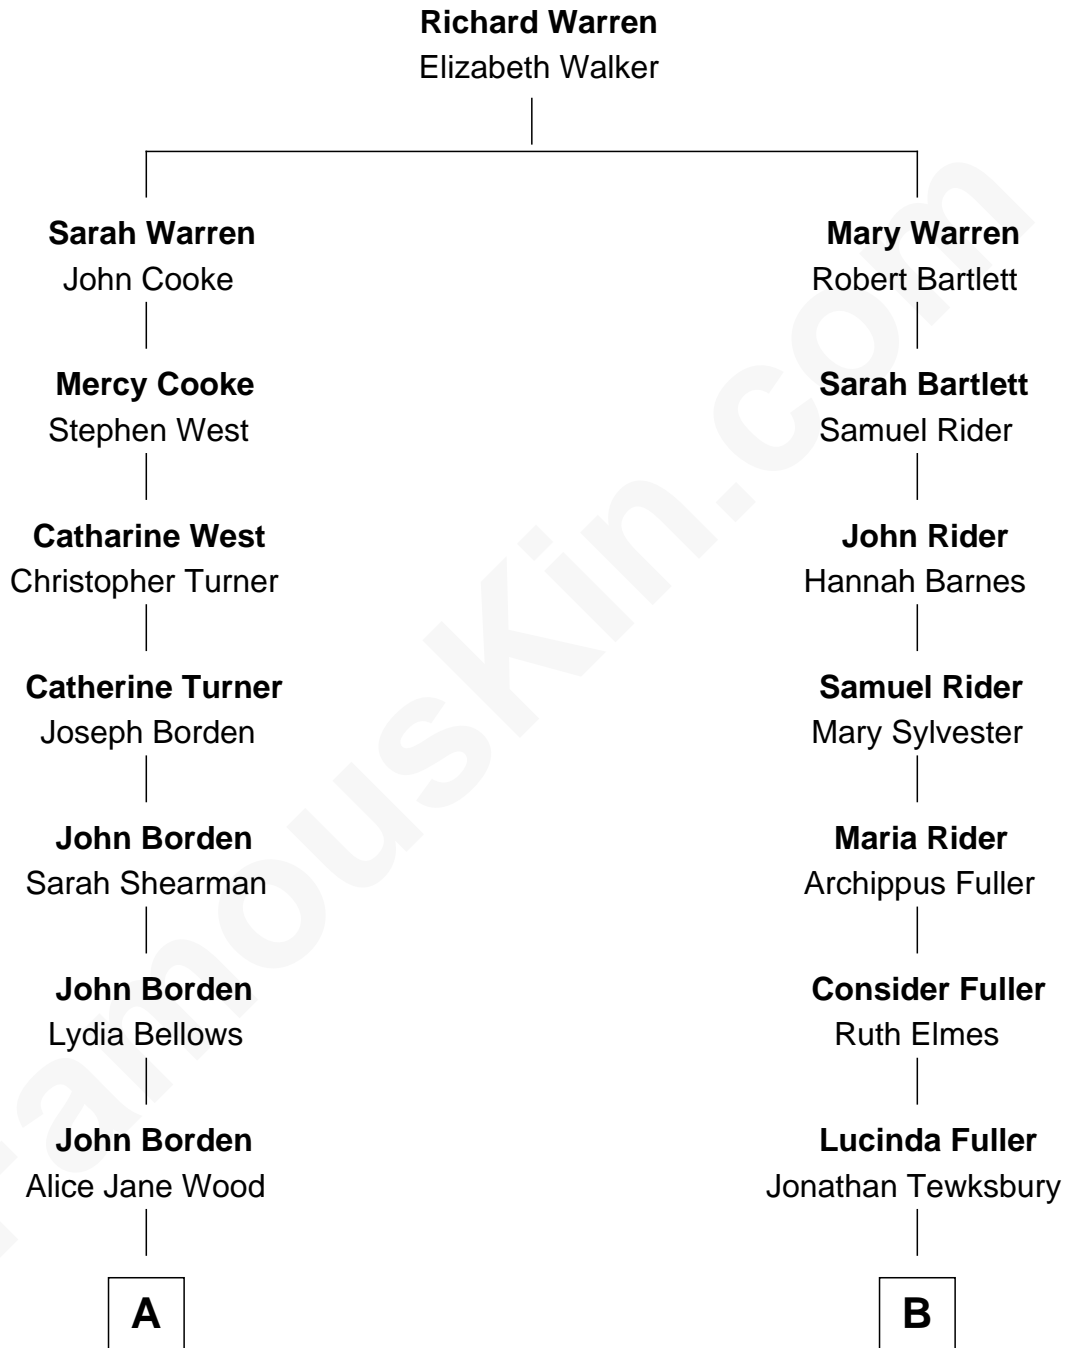 Richard Warren
Elizabeth Walker
Sarah Warren
John Cooke
Mercy Cooke
Stephen West
Catharine West
Christopher Turner
Catherine Turner
Joseph Borden
John Borden
Sarah Shearman
John Borden
Lydia Bellows
John Borden
Alice Jane Wood
A
Mary Warren
Robert Bartlett
Sarah Bartlett
Samuel Rider
John Rider
Hannah Barnes
Samuel Rider
Mary Sylvester
Maria Rider
Archippus Fuller
Consider Fuller
Ruth Elmes
Lucinda Fuller
Jonathan Tewksbury
B
FamousKin.com